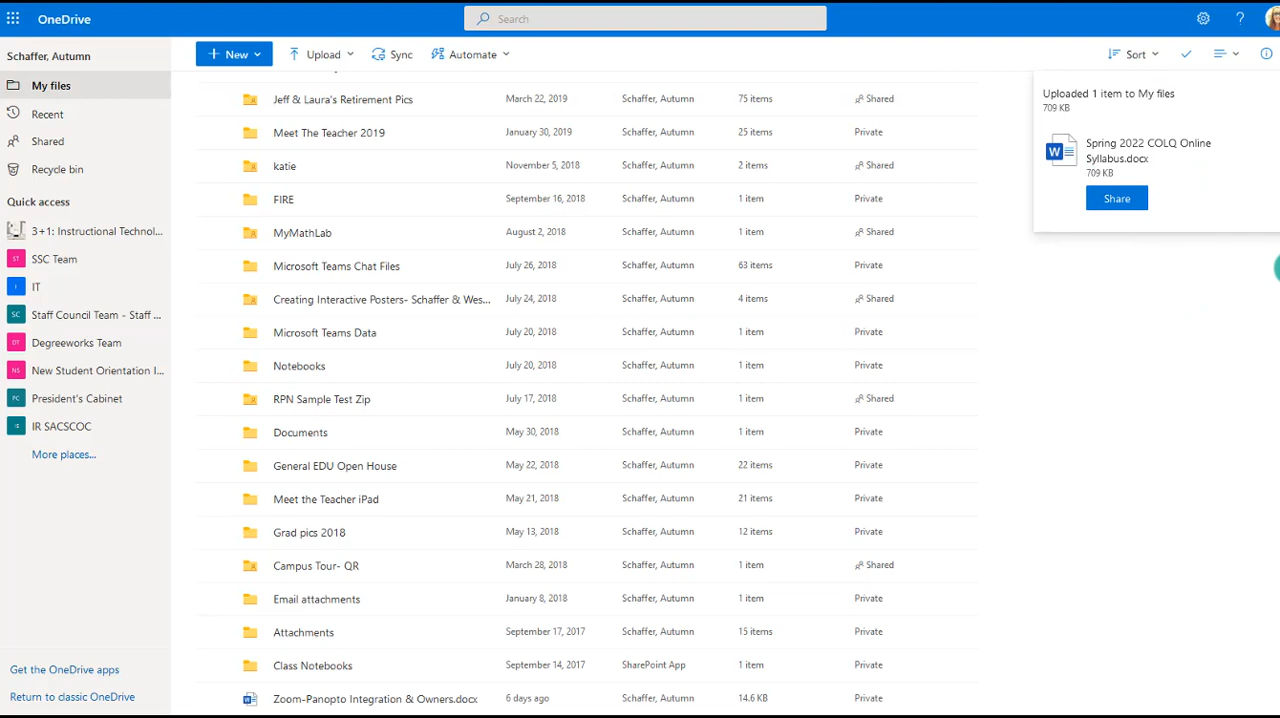 OneDrive
Search
Schaffer, Autumn
New
Upload
Sync
Automate
Sort
My files
Recent
Shared
Recycle bin
Quick access
3+1: Instructional Technol...
ST SSC Team
I IT
SC Staff Council Team - Staff ...
DT Degreeworks Team
NS New Student Orientation I...
PC President's Cabinet
IS IR SACSCOC
More places...
Get the OneDrive apps
Return to classic OneDrive
Jeff & Laura's Retirement Pics March 22, 2019 Schaffer, Autumn 75 items Shared
Meet The Teacher 2019 January 30, 2019 Schaffer, Autumn 25 items Private
katie November 5, 2018 Schaffer, Autumn 2 items Shared
FIRE September 16, 2018 Schaffer, Autumn 1 item Private
MyMathLab August 2, 2018 Schaffer, Autumn 1 item Shared
Microsoft Teams Chat Files July 26, 2018 Schaffer, Autumn 63 items Private
Creating Interactive Posters- Schaffer & Wes... July 24, 2018 Schaffer, Autumn 4 items Shared
Microsoft Teams Data July 20, 2018 Schaffer, Autumn 1 item Private
Notebooks July 20, 2018 Schaffer, Autumn 1 item Private
RPN Sample Test Zip July 17, 2018 Schaffer, Autumn 1 item Shared
Documents May 30, 2018 Schaffer, Autumn 1 item Private
General EDU Open House May 22, 2018 Schaffer, Autumn 22 items Private
Meet the Teacher iPad May 21, 2018 Schaffer, Autumn 21 items Private
Grad pics 2018 May 13, 2018 Schaffer, Autumn 12 items Private
Campus Tour- QR March 28, 2018 Schaffer, Autumn 1 item Shared
Email attachments January 8, 2018 Schaffer, Autumn 1 item Private
Attachments September 17, 2017 Schaffer, Autumn 15 items Private
Class Notebooks September 14, 2017 SharePoint App 1 item Private
Zoom-Panopto Integration & Owners.docx 6 days ago Schaffer, Autumn 14.6 KB Private
Uploaded 1 item to My files
709 KB
W
Spring 2022 COLQ Online
Syllabus.docx
709 KB
Share